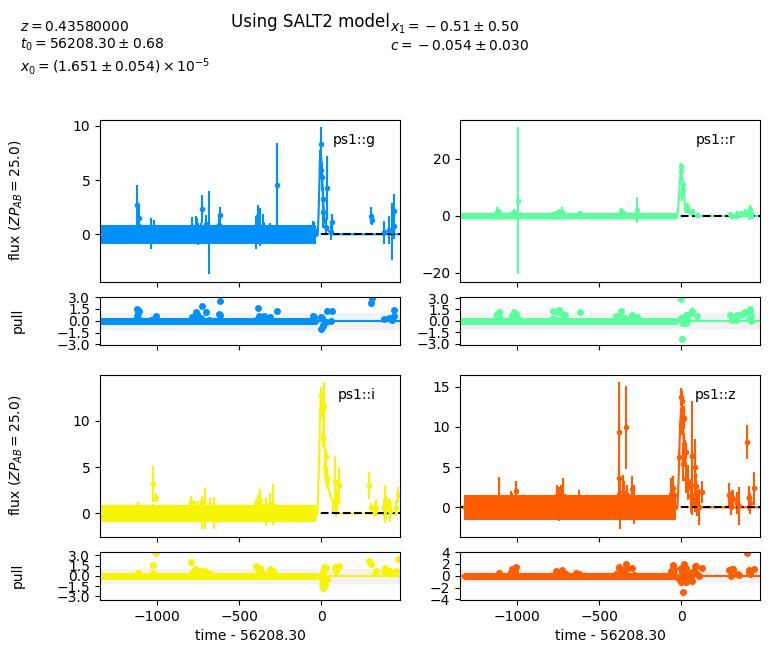 Using SALT2 model
z = 0.43580000
t₀ = 56208.30 ± 0.68
x₀ = (1.651 ± 0.054) × 10⁻⁵
x₁ = −0.51 ± 0.50
c = −0.054 ± 0.030
ps1::g
10
5
0
flux (ZP_AB = 25.0)
3.0
1.5
0.0
−1.5
−3.0
pull
ps1::r
20
0
−20
3.0
1.5
0.0
−1.5
−3.0
ps1::i
10
5
0
flux (ZP_AB = 25.0)
3.0
1.5
0.0
−1.5
−3.0
pull
−1000
−500
0
time - 56208.30
ps1::z
15
10
5
0
4
2
0
−2
−4
−1000
−500
0
time - 56208.30